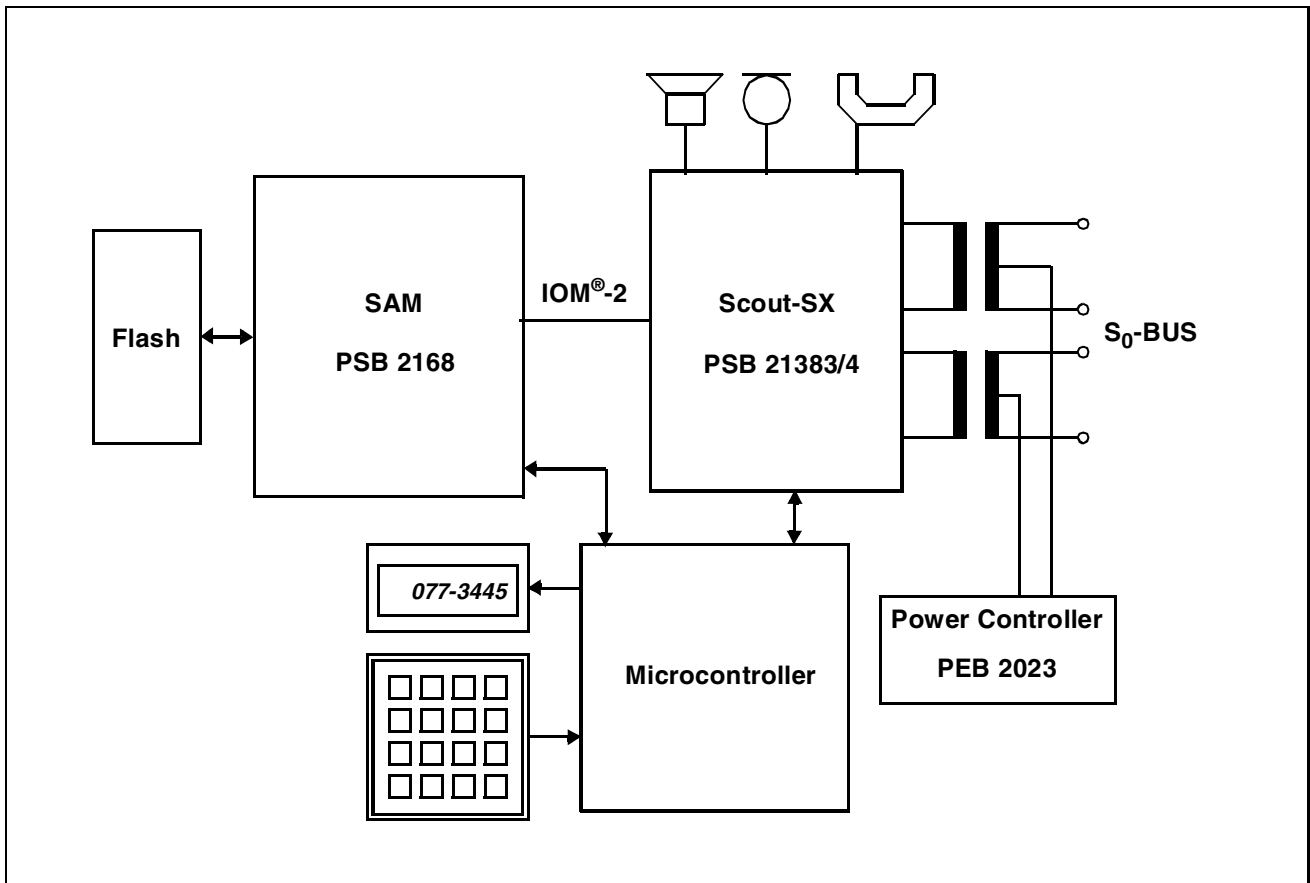 Flash
SAM
PSB 2168
IOM®-2
Scout-SX
PSB 21383/4
S₀-BUS
077-3445
Microcontroller
Power Controller
PEB 2023